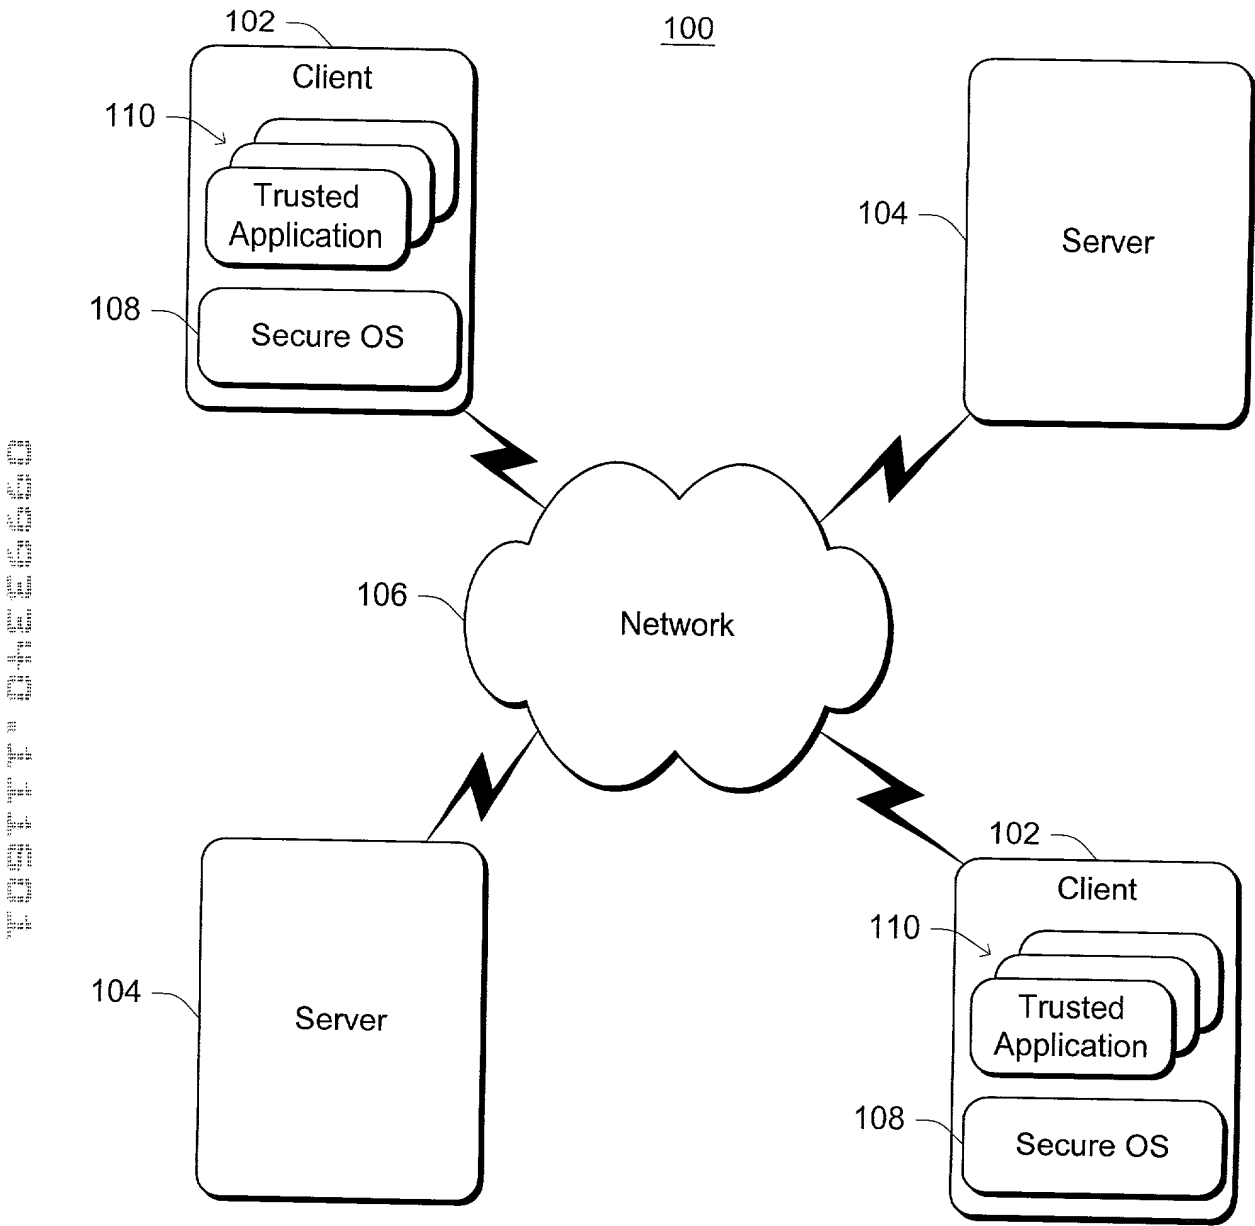 100
102
Client
110
Trusted
Application
108
Secure OS
104
Server
106
Network
104
Server
102
Client
110
Trusted
Application
108
Secure OS